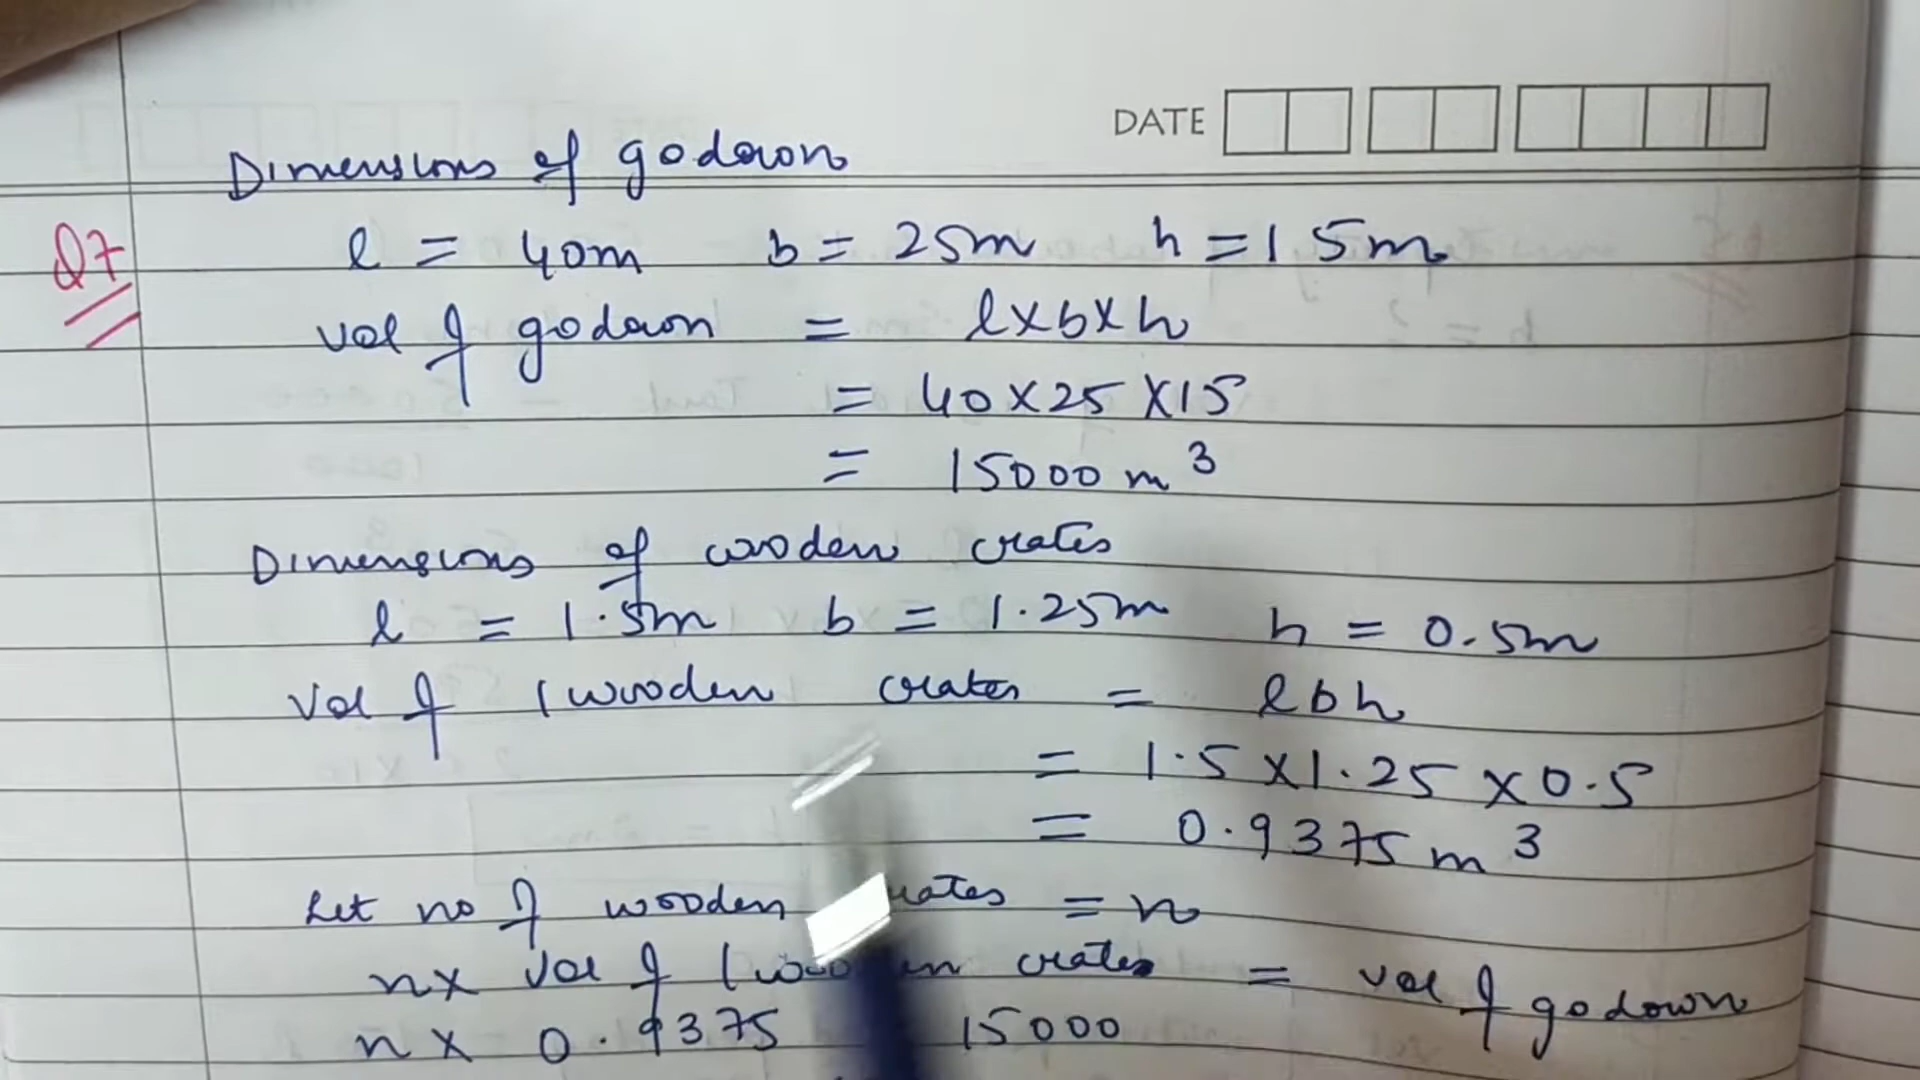 DATE
Dimensions of godown
Q7
l = 40m b = 25m h = 15m
vol of godown = l×b×h
= 40×25×15
= 15000 m³
Dimensions of wooden crates
l = 1.5m b = 1.25m h = 0.5m
Vol of 1 wooden crates = lbh
= 1.5×1.25×0.5
= 0.9375 m³
Let no of wooden = n
n× Vol of 1 crates = vol of godown
n× 0.9375 15000